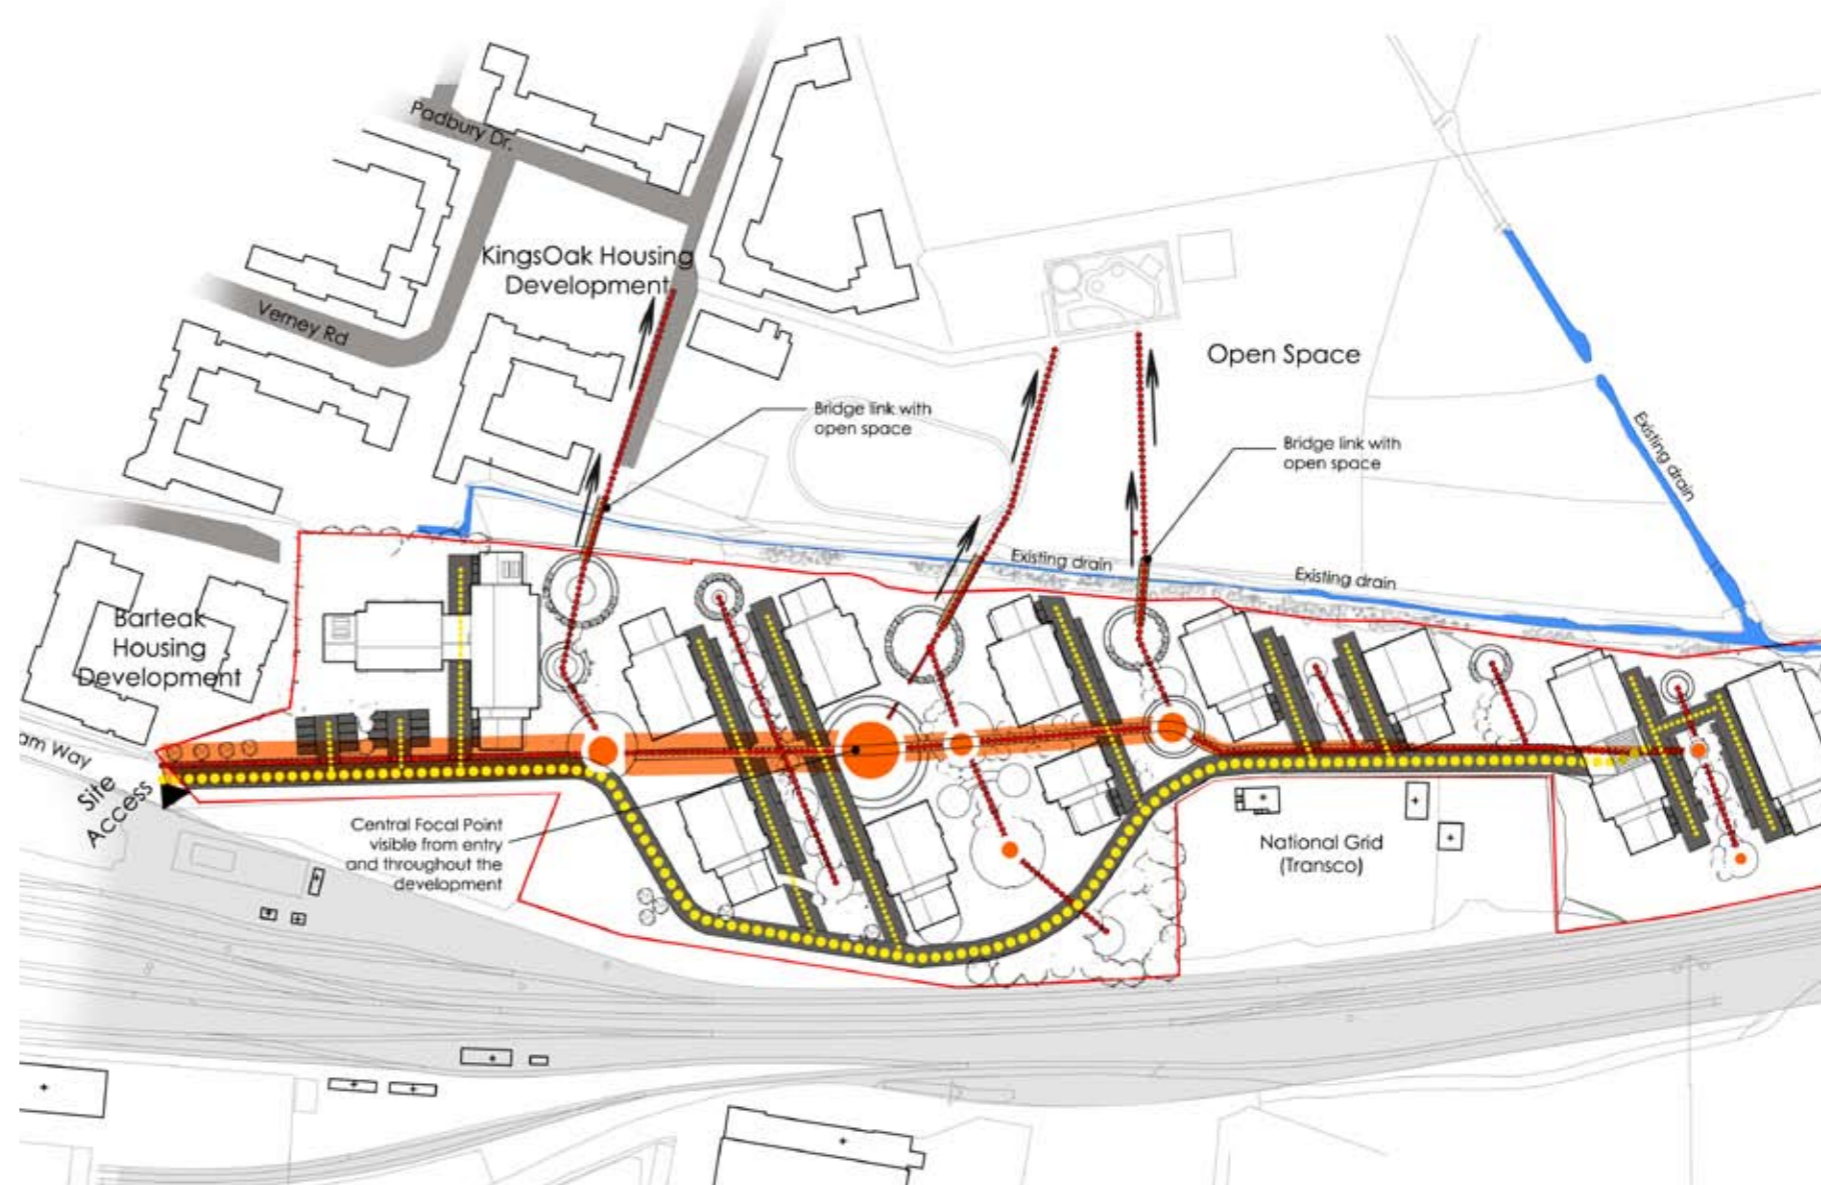 Padbury Dr.
KingsOak Housing
Development
Verney Rd
Open Space
Bridge link with
open space
Bridge link with
open space
Existing drain
Existing drain
Existing drain
Barteak
Housing
Development
am Way
Site
Access
Central Focal Point
visible from entry
and throughout the
development
National Grid
(Transco)